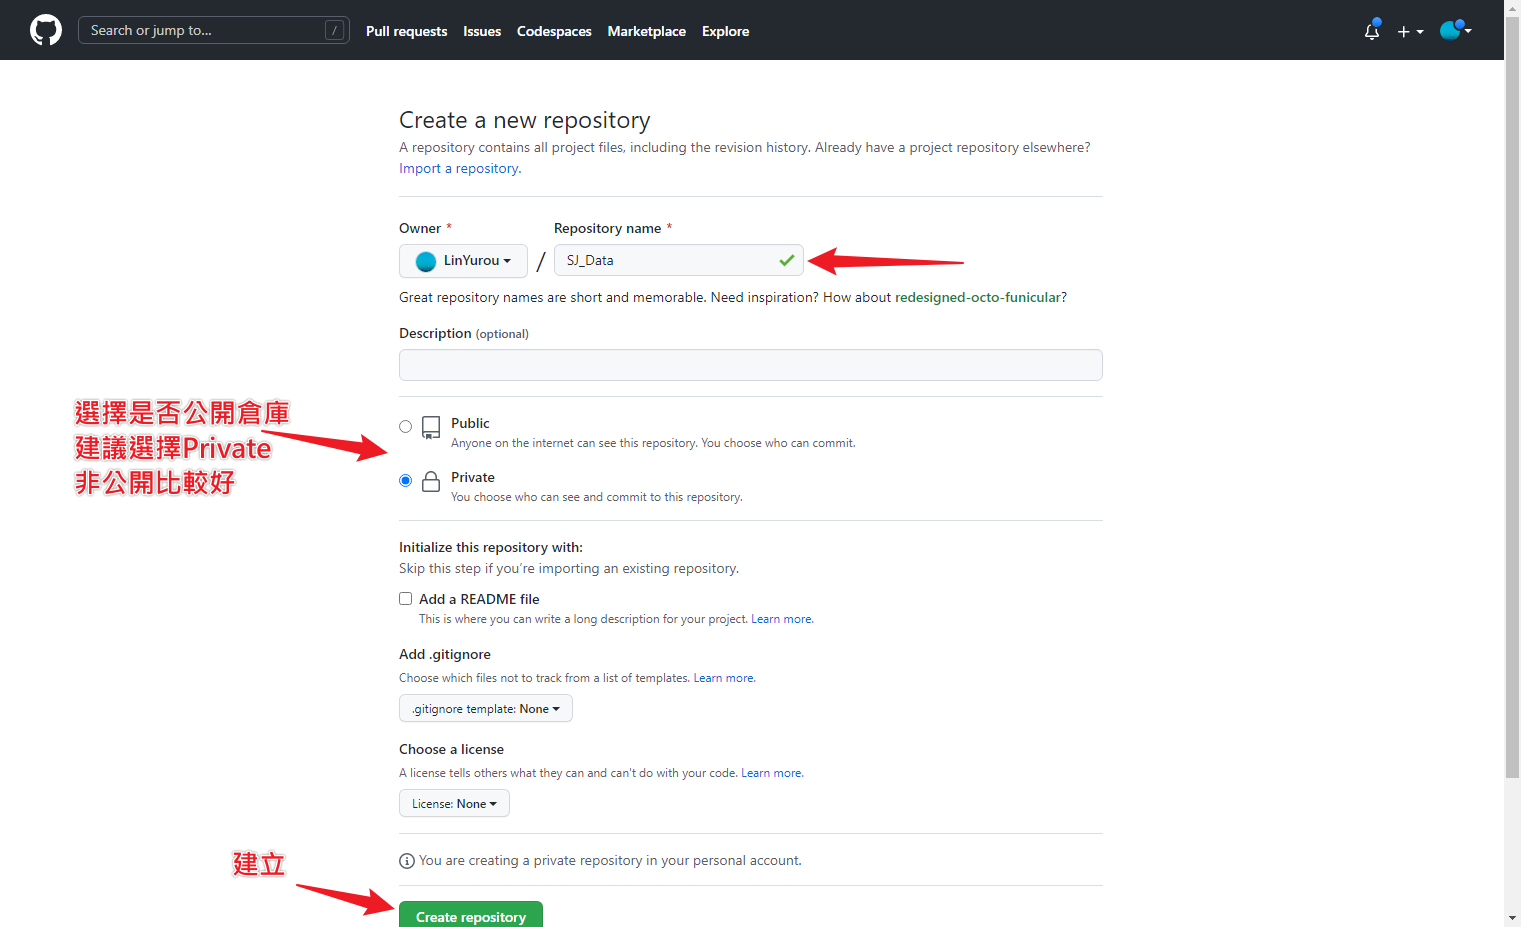 Search or jump to...
/
Pull requests
Issues
Codespaces
Marketplace
Explore
Create a new repository
A repository contains all project files, including the revision history. Already have a project repository elsewhere?
Import a repository.
Owner *
Repository name *
LinYurou
/
SJ_Data
Great repository names are short and memorable. Need inspiration? How about redesigned-octo-funicular?
Description (optional)
選擇是否公開倉庫
建議選擇Private
非公開比較好
Public
Anyone on the internet can see this repository. You choose who can commit.
Private
You choose who can see and commit to this repository.
Initialize this repository with:
Skip this step if you’re importing an existing repository.
Add a README file
This is where you can write a long description for your project. Learn more.
Add .gitignore
Choose which files not to track from a list of templates. Learn more.
.gitignore template: None
Choose a license
A license tells others what they can and can't do with your code. Learn more.
License: None
You are creating a private repository in your personal account.
建立
Create repository